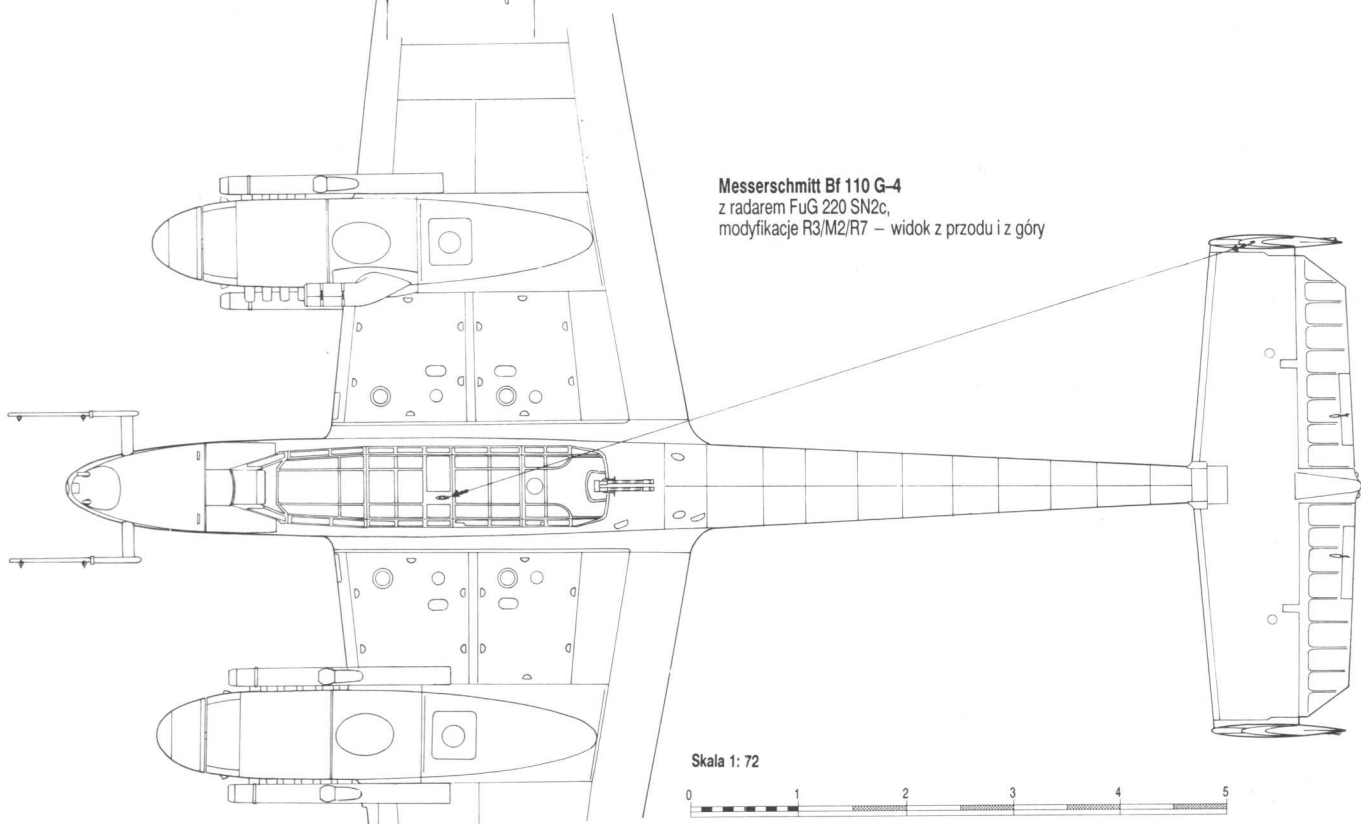 Messerschmitt Bf 110 G–4
z radarem FuG 220 SN2c,
modyfikacje R3/M2/R7 – widok z przodu i z góry
Skala 1: 72
0 1 2 3 4 5